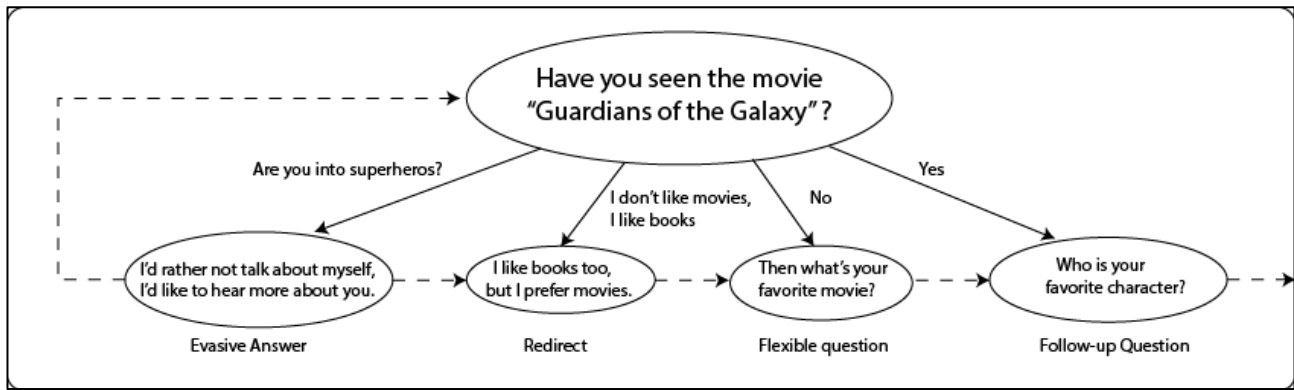 Have you seen the movie
“Guardians of the Galaxy”?
Are you into superheros?
I don’t like movies,
I like books
No
Yes
I’d rather not talk about myself,
I’d like to hear more about you.
I like books too,
but I prefer movies.
Then what’s your
favorite movie?
Who is your
favorite character?
Evasive Answer
Redirect
Flexible question
Follow-up Question